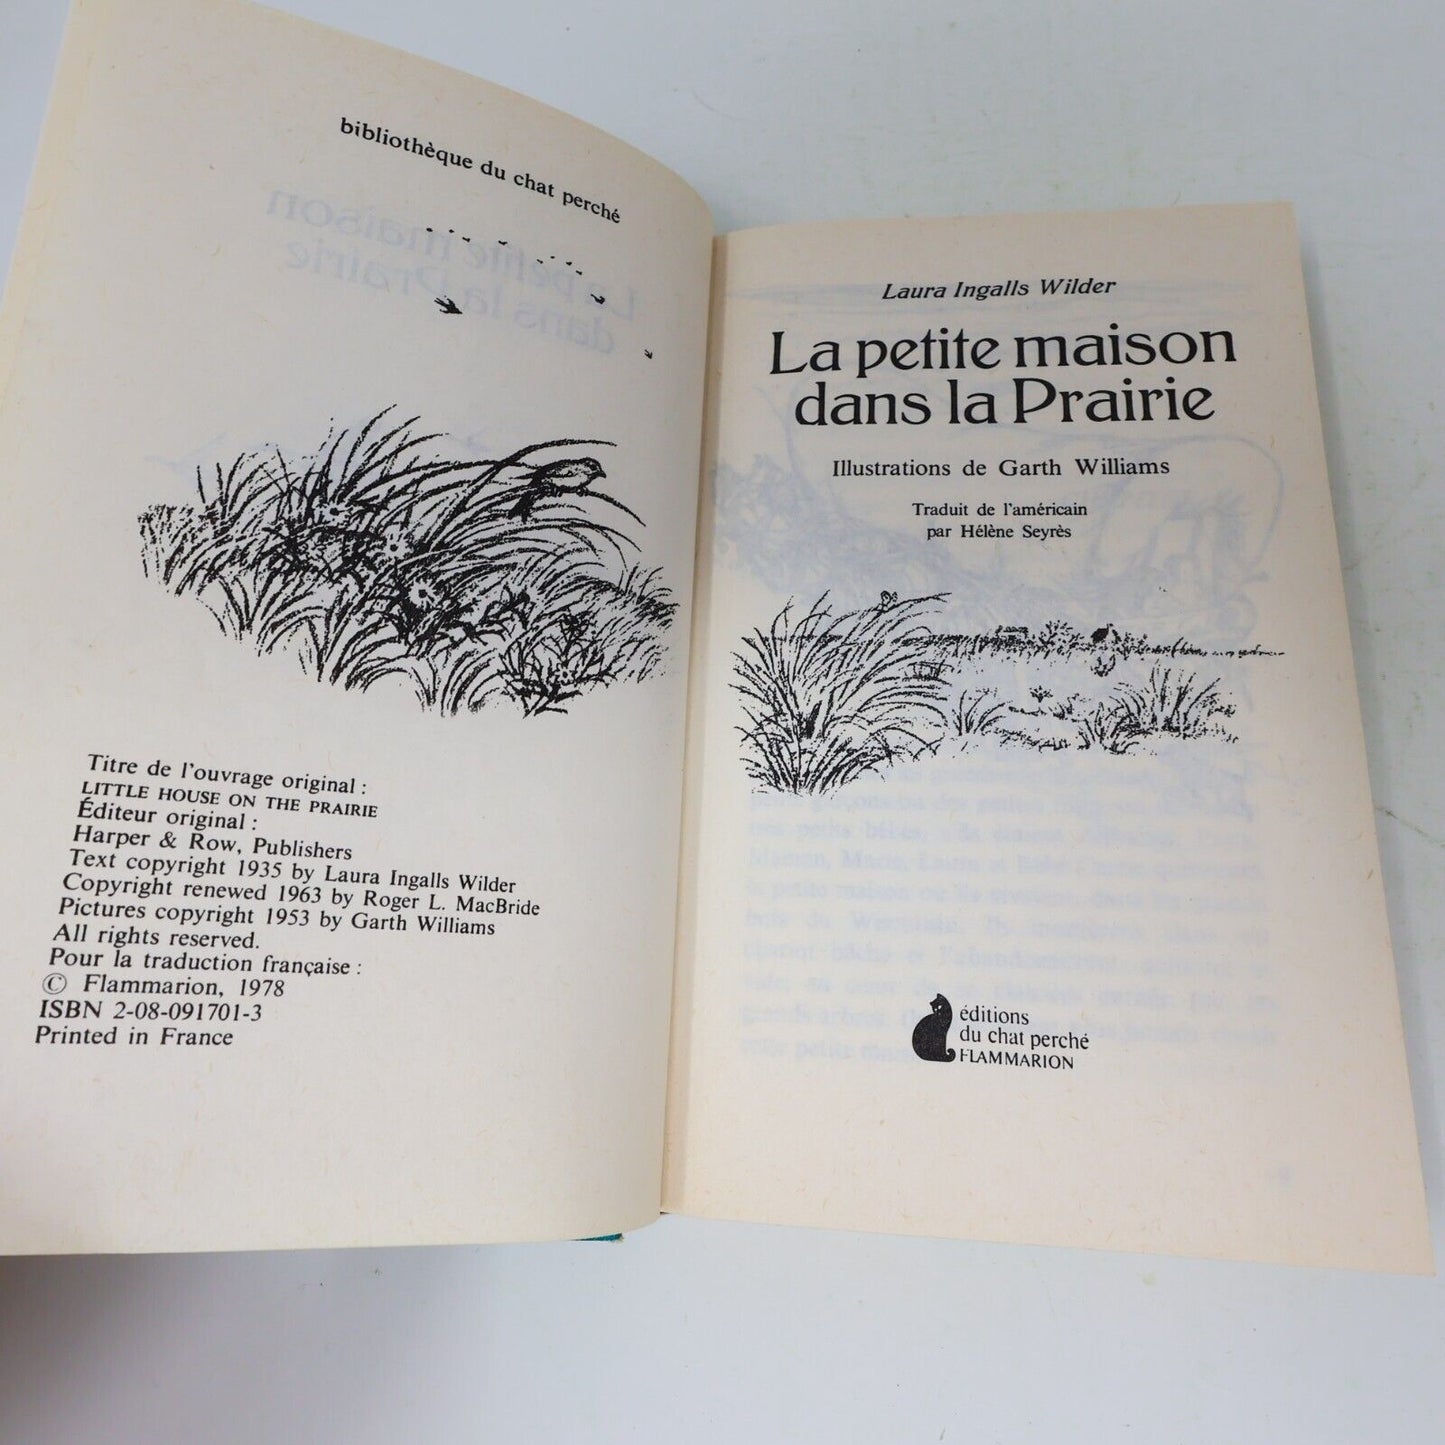 bibliothèque du chat perché
Titre de l'ouvrage original :
LITTLE HOUSE ON THE PRAIRIE
Éditeur original :
Harper & Row, Publishers
Text copyright 1935 by Laura Ingalls Wilder
Copyright renewed 1963 by Roger L. MacBride
Pictures copyright 1953 by Garth Williams
All rights reserved.
Pour la traduction française :
© Flammarion, 1978
ISBN 2-08-091701-3
Printed in France
Laura Ingalls Wilder
La petite maison
dans la Prairie
Illustrations de Garth Williams
Traduit de l'américain
par Hélène Seyrès
éditions
du chat perché
FLAMMARION